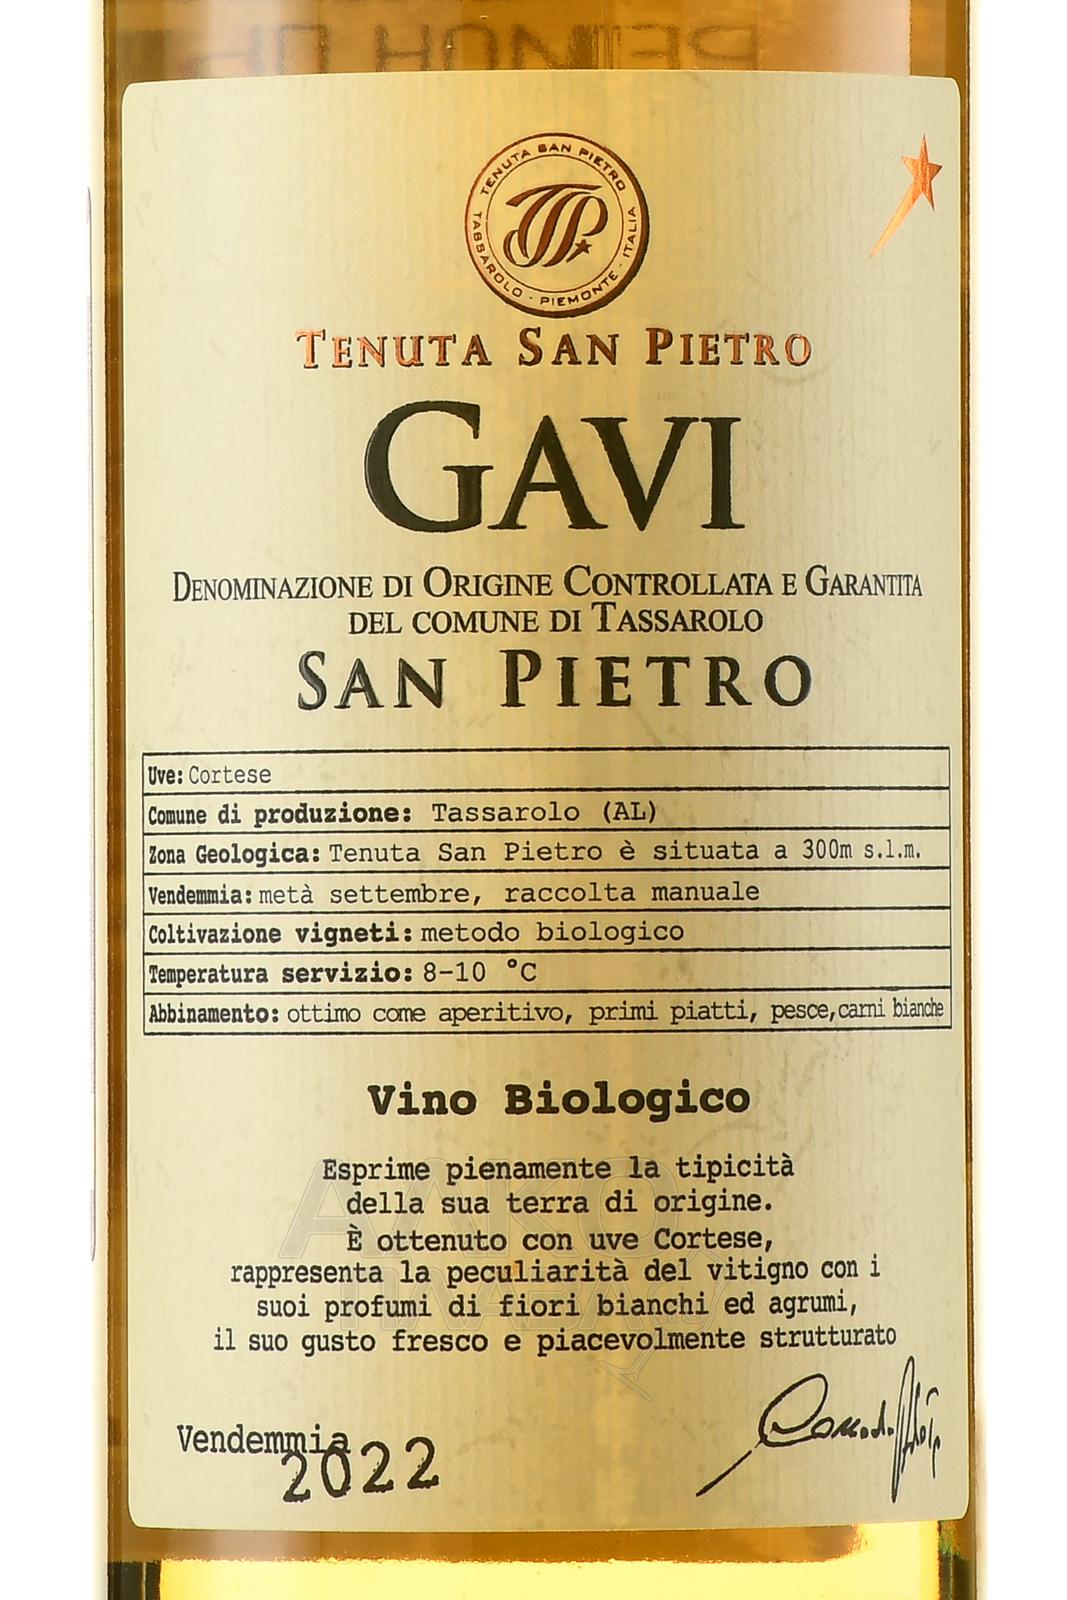 TENUTA SAN PIETRO
TASSAROLO - PIEMONTE - ITALIA
TENUTA SAN PIETRO
GAVI
DENOMINAZIONE DI ORIGINE CONTROLLATA E GARANTITA
DEL COMUNE DI TASSAROLO
SAN PIETRO
Uve: Cortese
Comune di produzione: Tassarolo (AL)
Zona Geologica: Tenuta San Pietro è situata a 300m s.l.m.
Vendemmia: metà settembre, raccolta manuale
Coltivazione vigneti: metodo biologico
Temperatura servizio: 8-10 °C
Abbinamento: ottimo come aperitivo, primi piatti, pesce, carni bianche
Vino Biologico
Esprime pienamente la tipicità
della sua terra di origine.
È ottenuto con uve Cortese,
rappresenta la peculiarità del vitigno con i
suoi profumi di fiori bianchi ed agrumi,
il suo gusto fresco e piacevolmente strutturato
Vendemmia
2022